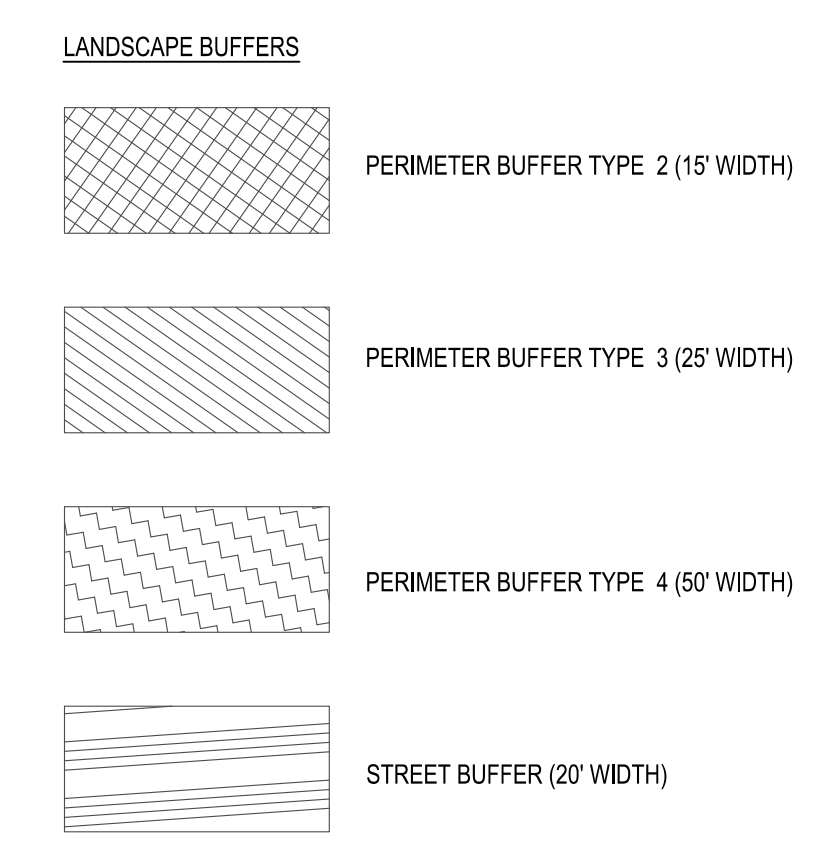 LANDSCAPE BUFFERS
PERIMETER BUFFER TYPE 2 (15' WIDTH)
PERIMETER BUFFER TYPE 3 (25' WIDTH)
PERIMETER BUFFER TYPE 4 (50' WIDTH)
STREET BUFFER (20' WIDTH)